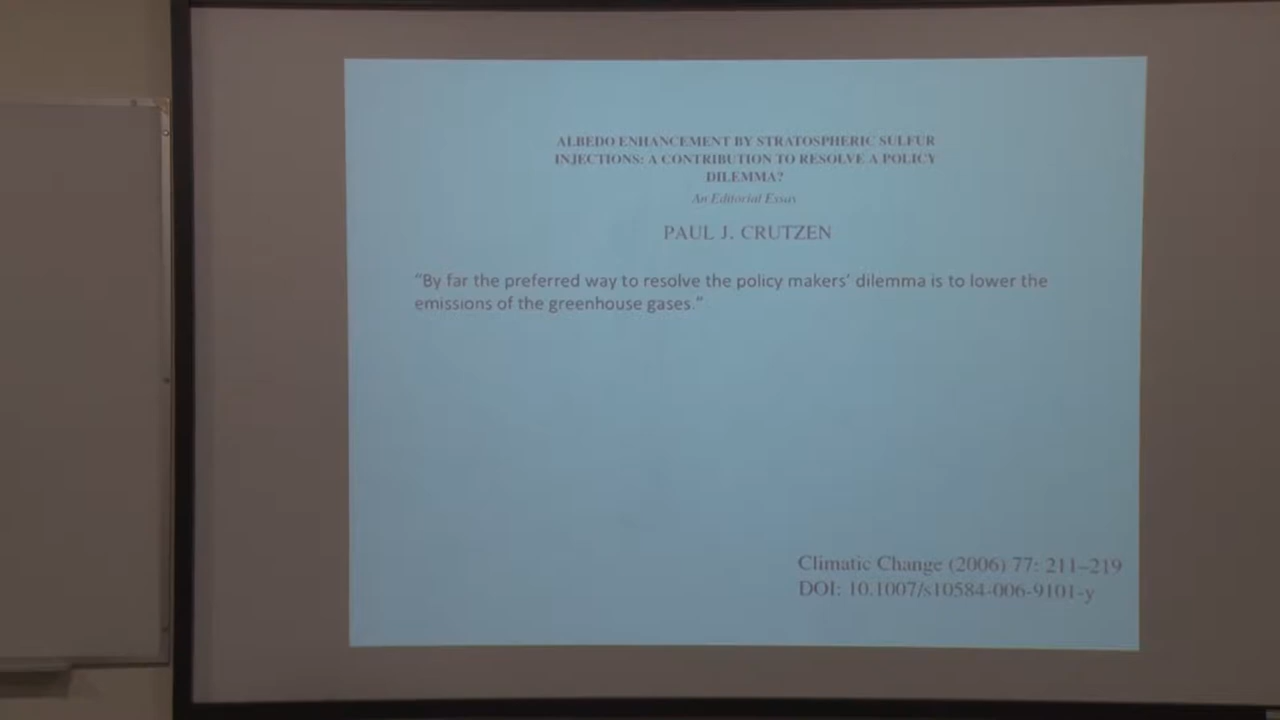 ALBEDO ENHANCEMENT BY STRATOSPHERIC SULFUR
INJECTIONS: A CONTRIBUTION TO RESOLVE A POLICY
DILEMMA?
An Editorial Essay
PAUL J. CRUTZEN
“By far the preferred way to resolve the policy makers’ dilemma is to lower the
emissions of the greenhouse gases.”
Climatic Change (2006) 77: 211–219
DOI: 10.1007/s10584-006-9101-y